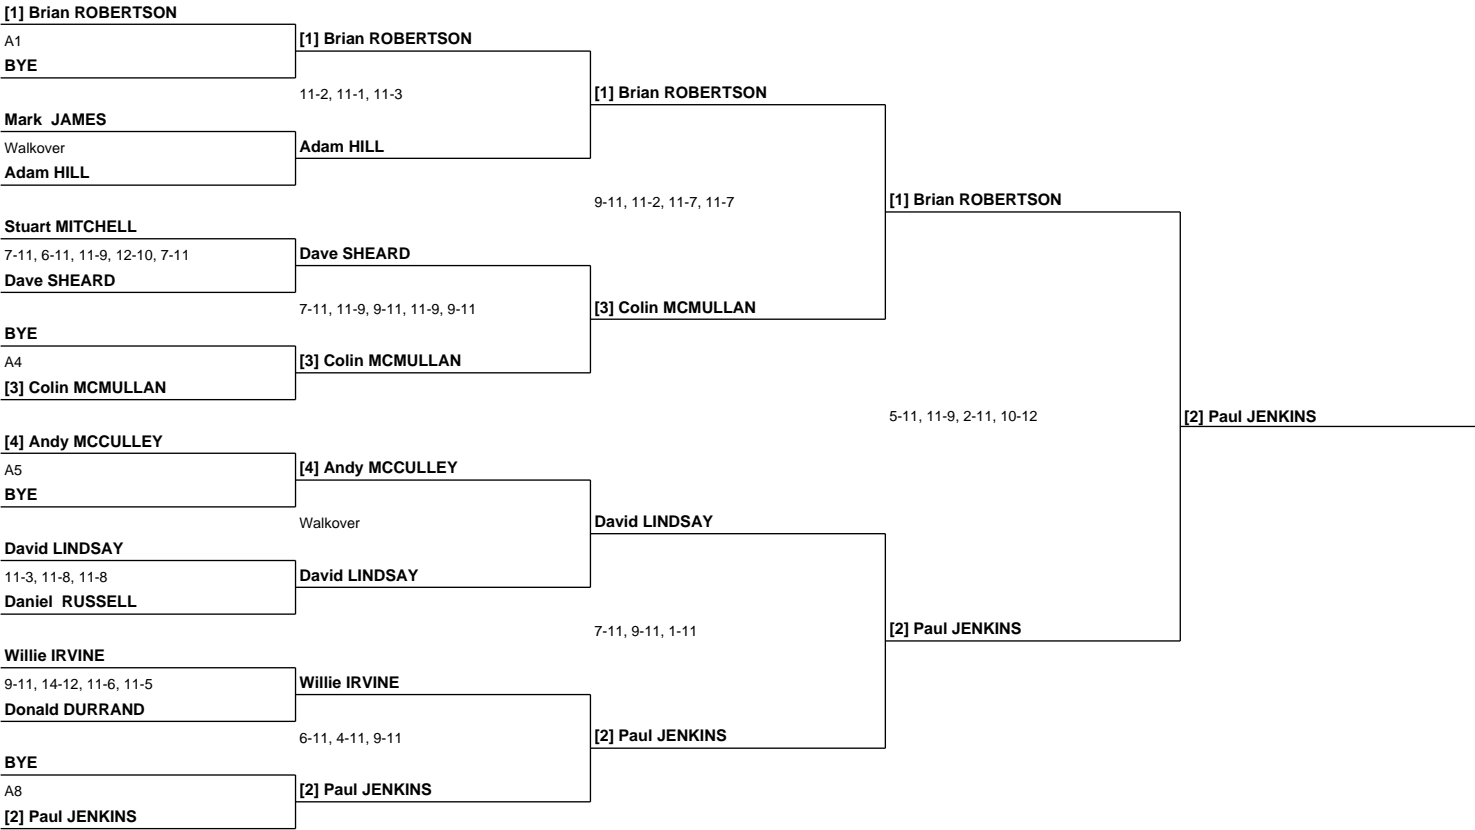 [1] Brian ROBERTSON
A1
BYE
Mark  JAMES
Walkover
Adam HILL
Stuart MITCHELL
7-11, 6-11, 11-9, 12-10, 7-11
Dave SHEARD
BYE
A4
[3] Colin MCMULLAN
[4] Andy MCCULLEY
A5
BYE
David LINDSAY
11-3, 11-8, 11-8
Daniel  RUSSELL
Willie IRVINE
9-11, 14-12, 11-6, 11-5
Donald DURRAND
BYE
A8
[2] Paul JENKINS
[1] Brian ROBERTSON
11-2, 11-1, 11-3
Adam HILL
Dave SHEARD
7-11, 11-9, 9-11, 11-9, 9-11
[3] Colin MCMULLAN
[4] Andy MCCULLEY
Walkover
David LINDSAY
Willie IRVINE
6-11, 4-11, 9-11
[2] Paul JENKINS
[1] Brian ROBERTSON
9-11, 11-2, 11-7, 11-7
[3] Colin MCMULLAN
David LINDSAY
7-11, 9-11, 1-11
[2] Paul JENKINS
[1] Brian ROBERTSON
5-11, 11-9, 2-11, 10-12
[2] Paul JENKINS
[2] Paul JENKINS